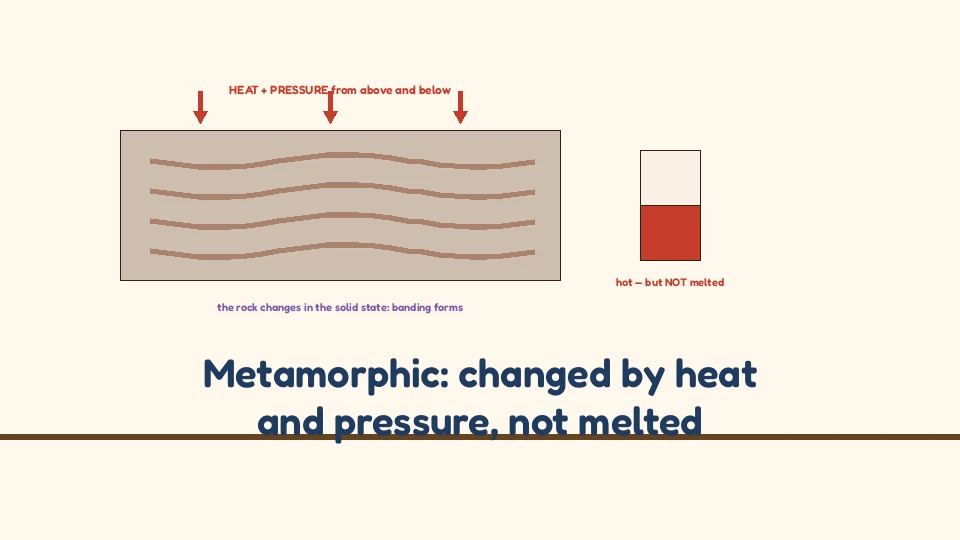 HEAT + PRESSURE from above and below
hot — but NOT melted
the rock changes in the solid state: banding forms
Metamorphic: changed by heat
and pressure, not melted